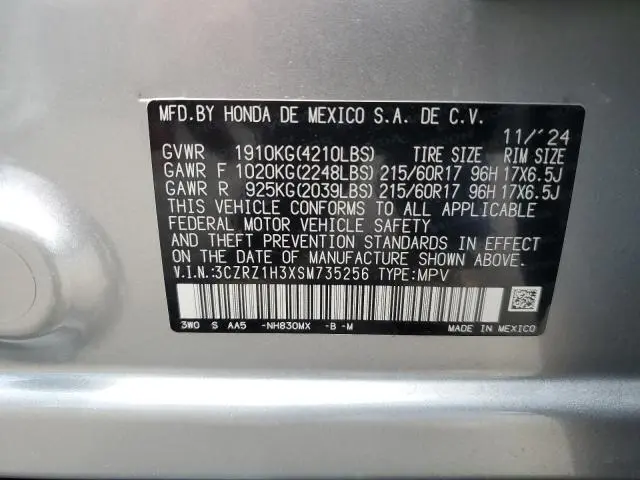 MFD.BY HONDA DE MEXICO S.A. DE C.V.
11/'24
GVWR 1910KG(4210LBS) TIRE SIZE RIM SIZE
GAWR F 1020KG(2248LBS) 215/60R17 96H 17X6.5J
GAWR R 925KG(2039LBS) 215/60R17 96H 17X6.5J
THIS VEHICLE CONFORMS TO ALL APPLICABLE
FEDERAL MOTOR VEHICLE SAFETY
AND THEFT PREVENTION STANDARDS IN EFFECT
ON THE DATE OF MANUFACTURE SHOWN ABOVE.
V.I.N.:3CZRZ1H3XSM735256 TYPE:MPV
3W0 S AA5 -NH830MX -B -M MADE IN MEXICO